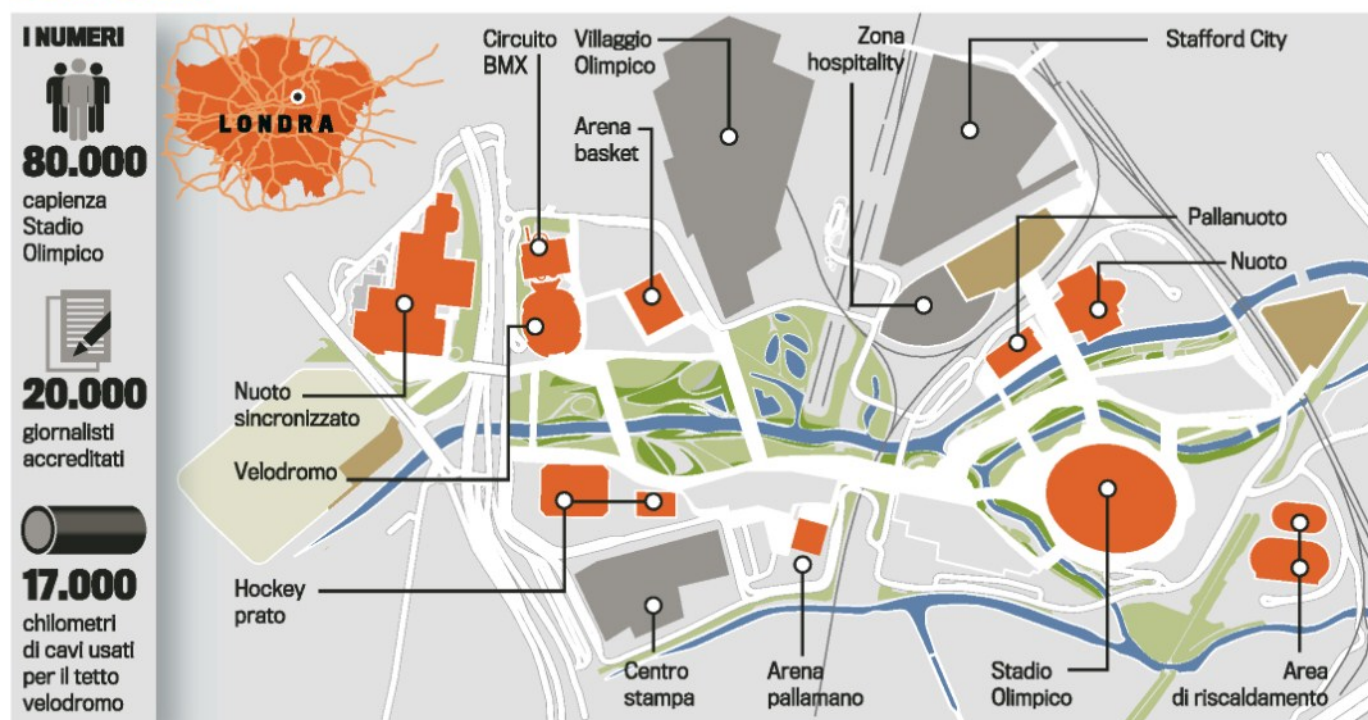 I NUMERI
80.000
capienza
Stadio
Olimpico
20.000
giornalisti
accreditati
17.000
chilometri
di cavi usati
per il tetto
velodromo
LONDRA
Circuito
BMX
Villaggio
Olimpico
Arena
basket
Zona
hospitality
Stafford City
Pallanuoto
Nuoto
Nuoto
sincronizzato
Velodromo
Hockey
prato
Centro
stampa
Arena
pallamano
Stadio
Olimpico
Area
di riscaldamento